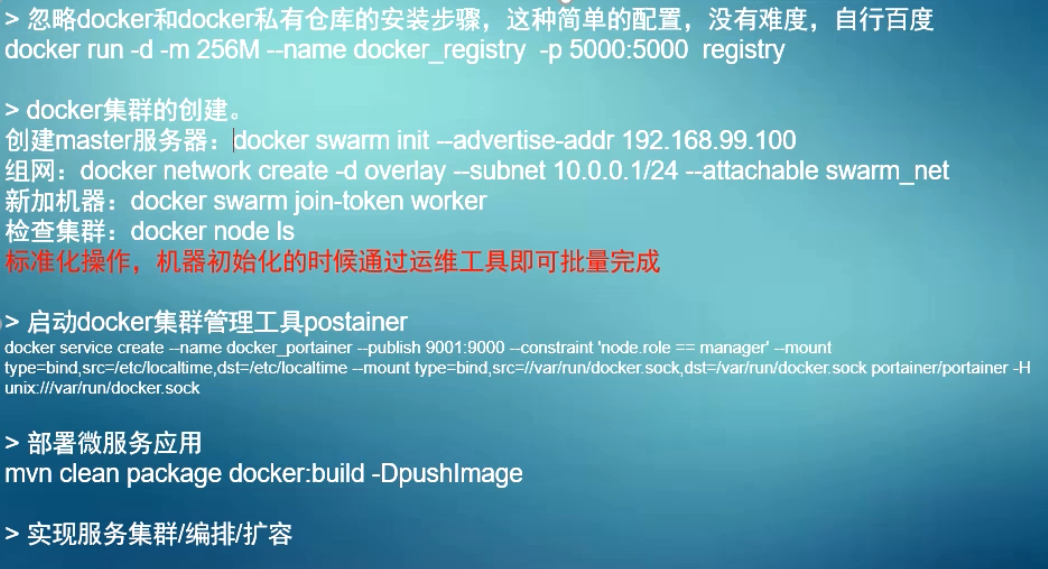 > 忽略docker和docker私有仓库的安装步骤，这种简单的配置，没有难度，自行百度
docker run -d -m 256M --name docker_registry -p 5000:5000 registry
> docker集群的创建。
创建master服务器：docker swarm init --advertise-addr 192.168.99.100
组网：docker network create -d overlay --subnet 10.0.0.1/24 --attachable swarm_net
新加机器：docker swarm join-token worker
检查集群：docker node ls
标准化操作，机器初始化的时候通过运维工具即可批量完成
> 启动docker集群管理工具postainer
docker service create --name docker_portainer --publish 9001:9000 --constraint 'node.role == manager' --mount
type=bind,src=/etc/localtime,dst=/etc/localtime --mount type=bind,src=//var/run/docker.sock,dst=/var/run/docker.sock portainer/portainer -H
unix:///var/run/docker.sock
> 部署微服务应用
mvn clean package docker:build -DpushImage
> 实现服务集群/编排/扩容